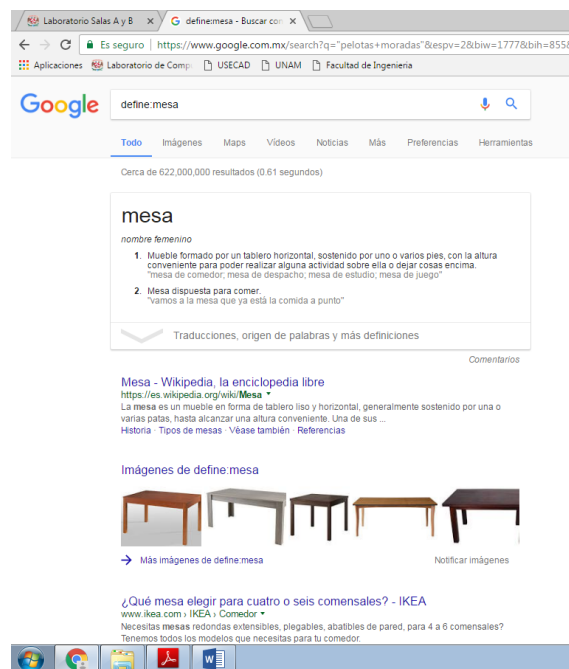 Laboratorio Salas A y B
define:mesa - Buscar con
Es seguro | https://www.google.com.mx/search?q="pelotas+moradas"&espv=2&biw=1777&bih=855&
Aplicaciones Laboratorio de Comp USECAD UNAM Facultad de Ingenieria
Google
define:mesa
Todo Imágenes Maps Vídeos Noticias Más Preferencias Herramientas
Cerca de 622,000,000 resultados (0.61 segundos)
mesa
nombre femenino
1. Mueble formado por un tablero horizontal, sostenido por uno o varios pies, con la altura
conveniente para poder realizar alguna actividad sobre ella o dejar cosas encima.
"mesa de comedor; mesa de despacho; mesa de estudio; mesa de juego"
2. Mesa dispuesta para comer.
"vamos a la mesa que ya está la comida a punto"
Traducciones, origen de palabras y más definiciones
Comentarios
Mesa - Wikipedia, la enciclopedia libre
https://es.wikipedia.org/wiki/Mesa
La mesa es un mueble en forma de tablero liso y horizontal, generalmente sostenido por una o
varias patas, hasta alcanzar una altura conveniente. Una de sus ...
Historia · Tipos de mesas · Véase también · Referencias
Imágenes de define:mesa
Más imágenes de define:mesa
Notificar imágenes
¿Qué mesa elegir para cuatro o seis comensales? - IKEA
www.ikea.com › IKEA › Comedor
Necesitas mesas redondas extensibles, plegables, abatibles de pared, para 4 a 6 comensales?
Tenemos todos los modelos que necesitas para tu comedor.